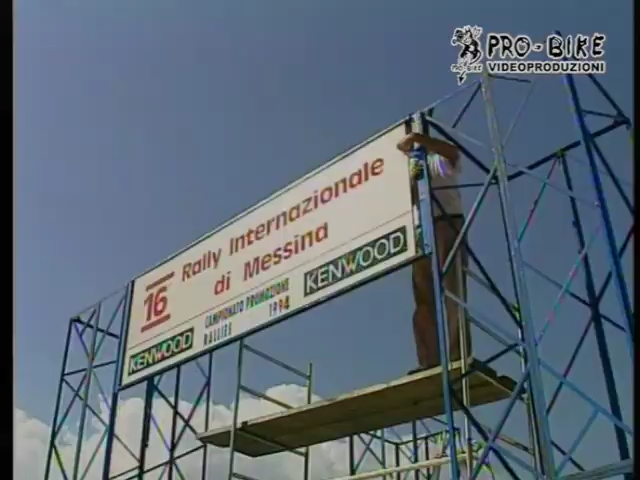 PRO-BIKE
VIDEOPRODUZIONI
16 Rally Internazionale
di Messina
CAMPIONATO PROMOZIONE
RALLIES 1994
KENWOOD
KENWOOD